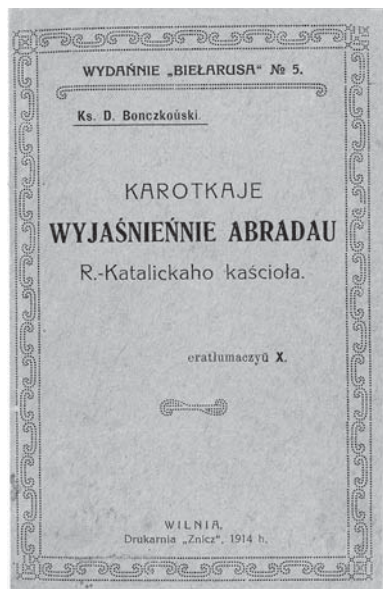 WYDAŃNIE „BIEŁARUSA“ № 5.
Ks. D. Bonczkoŭski.
KAROTKAJE
WYJAŚNIEŃNIE ABRADAU
R.-Katalickaho kaścioła.
eratłumaczyŭ X.
WILNIA,
Drukarnia „Znicz“, 1914 h.